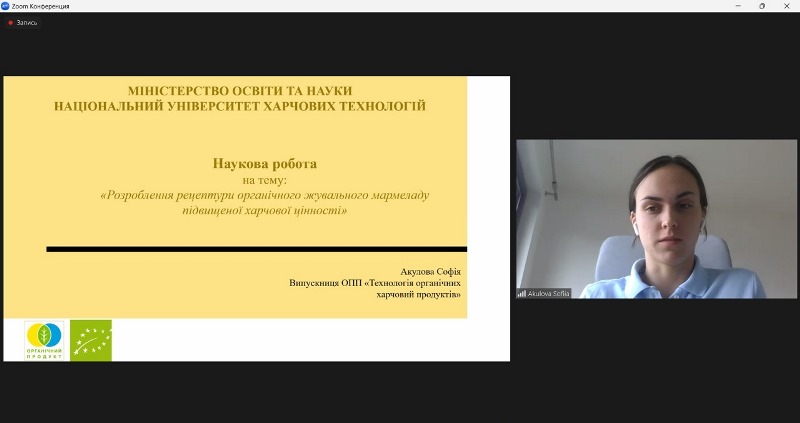 Zoom Конференция
Запись
МІНІСТЕРСТВО ОСВІТИ ТА НАУКИ
НАЦІОНАЛЬНИЙ УНІВЕРСИТЕТ ХАРЧОВИХ ТЕХНОЛОГІЙ
Наукова робота
на тему:
«Розроблення рецептури органічного жувального мармеладу
підвищеної харчової цінності»
Акулова Софія
Випускниця ОПП «Технологія органічних
харчовий продуктів»
ОРГАНІЧНИЙ
ПРОДУКТ
Akulova Sofiia